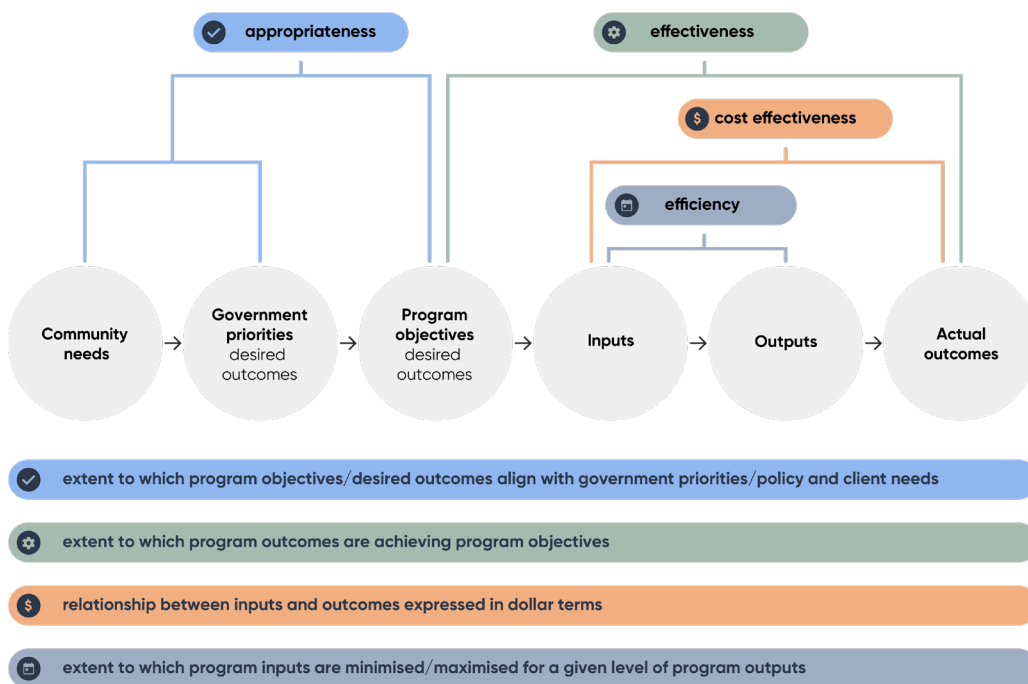 appropriateness
effectiveness
$ cost effectiveness
efficiency
Community
needs
Government
priorities
desired
outcomes
Program
objectives
desired
outcomes
Inputs
Outputs
Actual
outcomes
extent to which program objectives/desired outcomes align with government priorities/policy and client needs
extent to which program outcomes are achieving program objectives
$ relationship between inputs and outcomes expressed in dollar terms
extent to which program inputs are minimised/maximised for a given level of program outputs